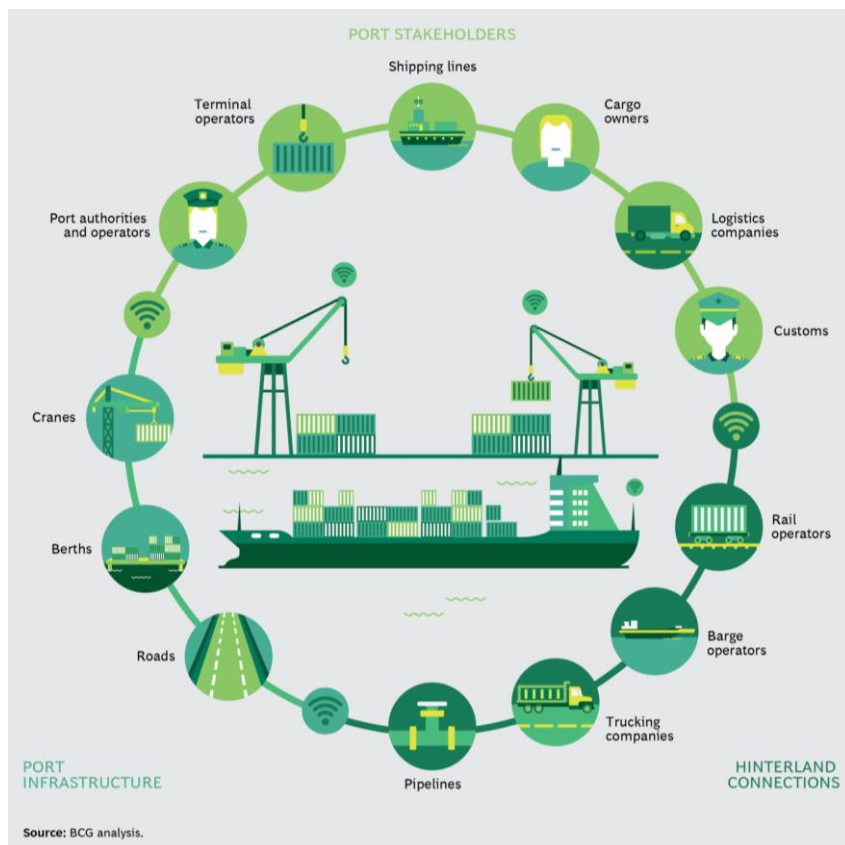 PORT STAKEHOLDERS
Shipping lines
Terminal
operators
Cargo
owners
Port authorities
and operators
Logistics
companies
Customs
Cranes
Rail
operators
Berths
Barge
operators
Roads
Trucking
companies
Pipelines
PORT
INFRASTRUCTURE
HINTERLAND
CONNECTIONS
Source: BCG analysis.